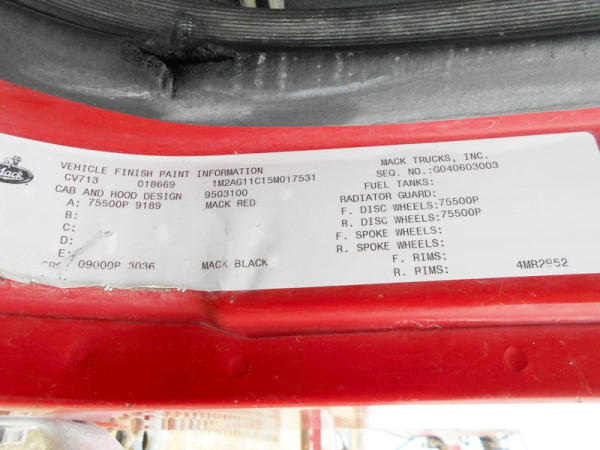 Mack
VEHICLE FINISH PAINT INFORMATION
CV713 018669 1M2AG11C15M017531
CAB AND HOOD DESIGN 9503100
A: 75500P 9189 MACK RED
B:
C:
D:
E:
09000P 3036 MACK BLACK
MACK TRUCKS, INC.
SEQ. NO.:G040603003
FUEL TANKS:
RADIATOR GUARD:
F. DISC WHEELS:75500P
R. DISC WHEELS:75500P
F. SPOKE WHEELS:
R. SPOKE WHEELS:
F. RIMS:
R. RIMS:
4MR2952